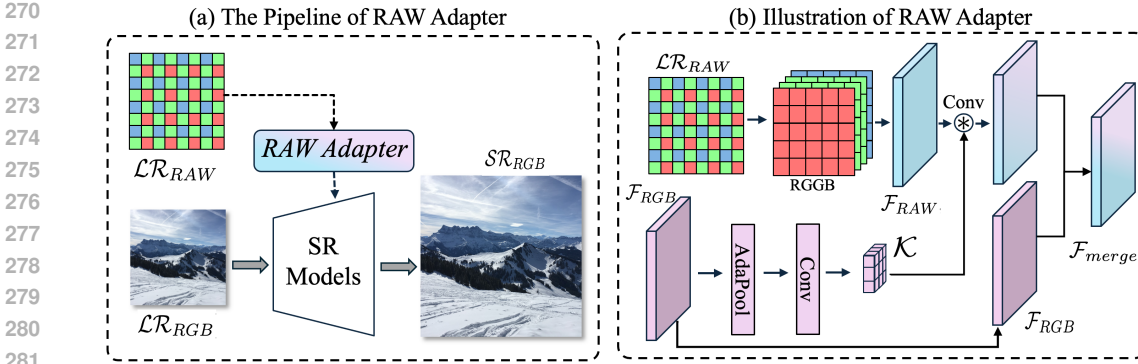 270
271
272
273
274
275
276
277
278
279
280
281
(a) The Pipeline of RAW Adapter
LR_RAW
RAW Adapter
LR_RGB
SR Models
SR_RGB
(b) Illustration of RAW Adapter
LR_RAW
RGGB
F_RAW
Conv
F_RGB
AdaPool
Conv
K
F_RGB
F_merge